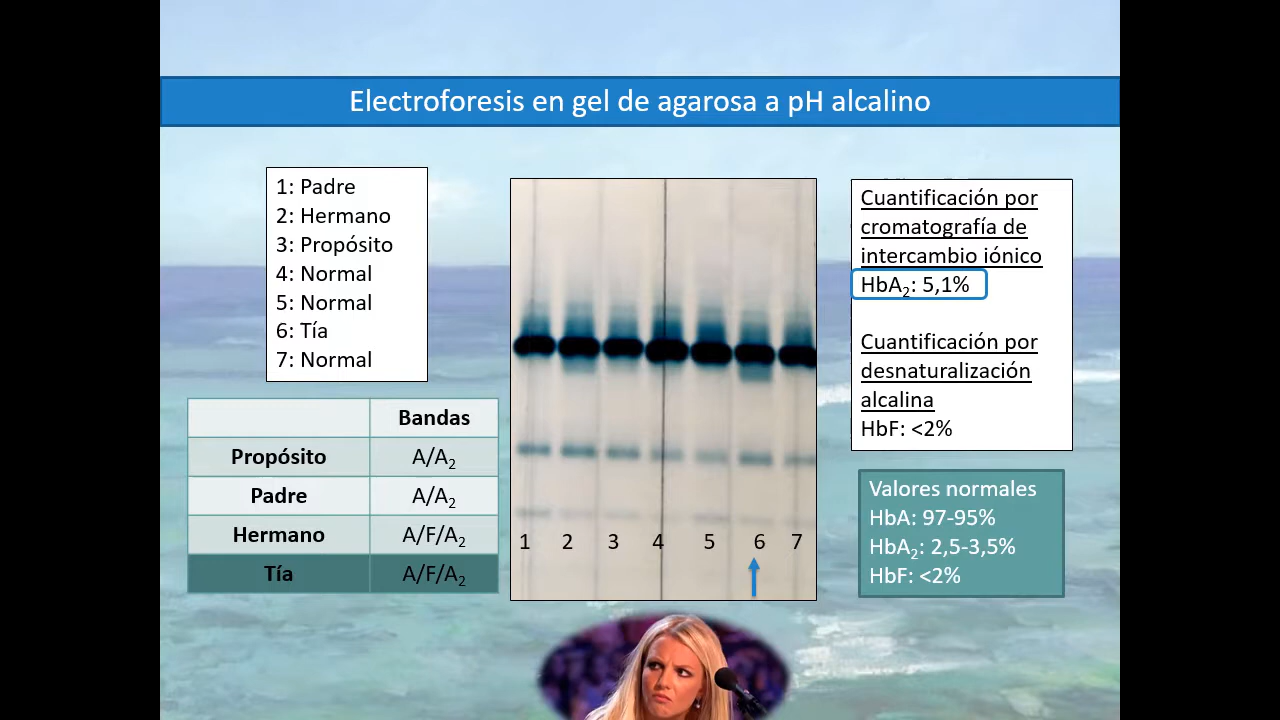 Electroforesis en gel de agarosa a pH alcalino
1: Padre
2: Hermano
3: Propósito
4: Normal
5: Normal
6: Tía
7: Normal
Bandas
Propósito A/A₂
Padre A/A₂
Hermano A/F/A₂
Tía A/F/A₂
1 2 3 4 5 6 7
Cuantificación por
cromatografía de
intercambio iónico
HbA₂: 5,1%
Cuantificación por
desnaturalización
alcalina
HbF: <2%
Valores normales
HbA: 97-95%
HbA₂: 2,5-3,5%
HbF: <2%